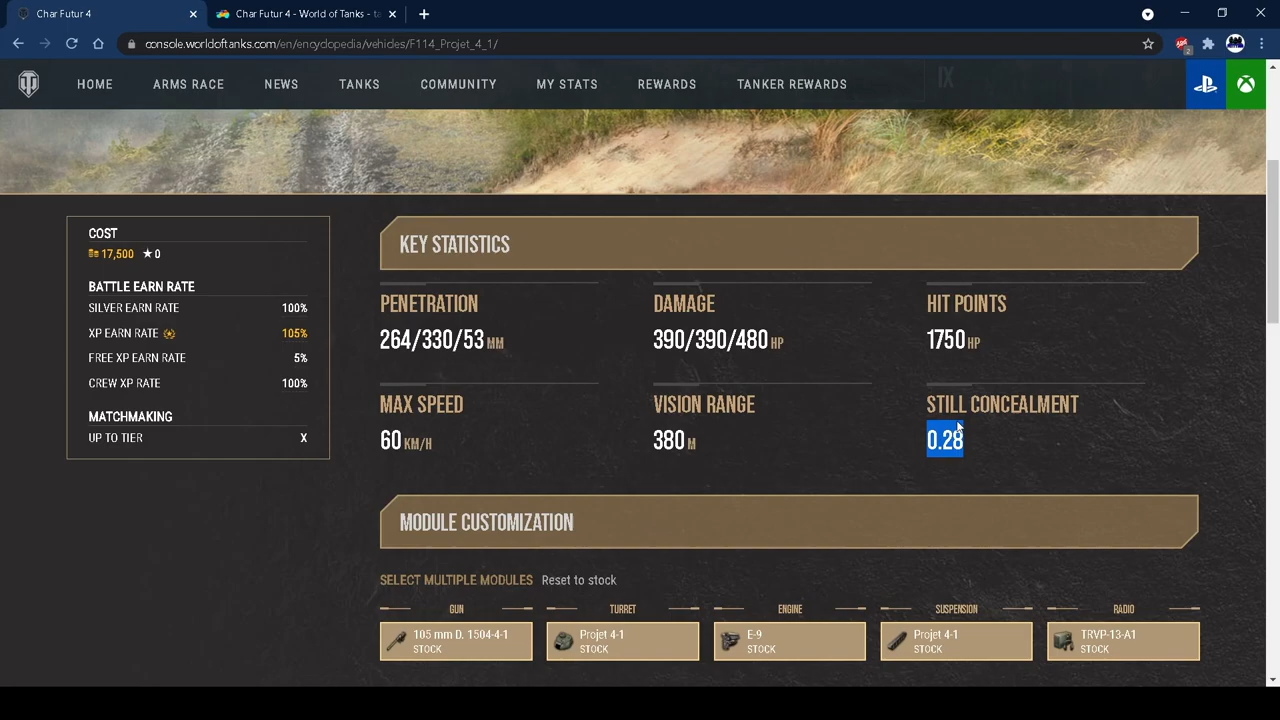 Char Futur 4
Char Futur 4 - World of Tanks - ta
console.worldoftanks.com/en/encyclopedia/vehicles/F114_Projet_4_1/
2
HOME ARMS RACE NEWS TANKS COMMUNITY MY STATS REWARDS TANKER REWARDS
IX
COST
17,500 ★0
BATTLE EARN RATE
SILVER EARN RATE 100%
XP EARN RATE 105%
FREE XP EARN RATE 5%
CREW XP RATE 100%
MATCHMAKING
UP TO TIER X
KEY STATISTICS
PENETRATION DAMAGE HIT POINTS
264/330/53 MM 390/390/480 HP 1750 HP
MAX SPEED VISION RANGE STILL CONCEALMENT
60 KM/H 380 M 0.28
MODULE CUSTOMIZATION
SELECT MULTIPLE MODULES Reset to stock
GUN TURRET ENGINE SUSPENSION RADIO
105 mm D. 1504-4-1 Projet 4-1 E-9 Projet 4-1 TRVP-13-A1
STOCK STOCK STOCK STOCK STOCK